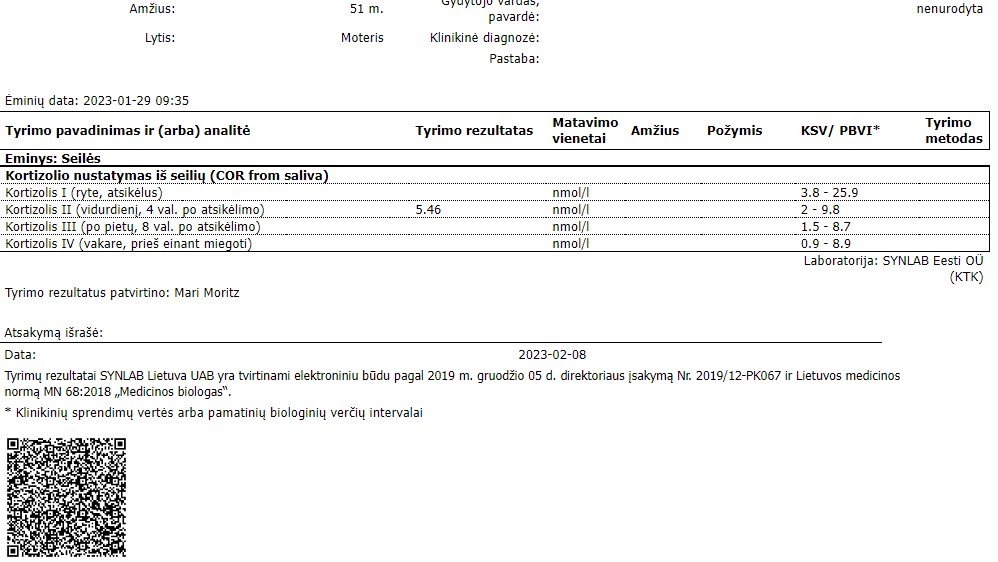 Amžius: 51 m. Gydytojo vardas, pavardė: nenurodyta
Lytis: Moteris Klinikinė diagnozė:
Pastaba:
Ėminių data: 2023-01-29 09:35
Tyrimo pavadinimas ir (arba) analitė Tyrimo rezultatas Matavimo vienetai Amžius Požymis KSV/ PBVI* Tyrimo metodas
Eminys: Seilės
Kortizolio nustatymas iš seilių (COR from saliva)
Kortizolis I (ryte, atsikėlus) nmol/l 3.8 - 25.9
Kortizolis II (vidurdienį, 4 val. po atsikėlimo) 5.46 nmol/l 2 - 9.8
Kortizolis III (po pietų, 8 val. po atsikėlimo) nmol/l 1.5 - 8.7
Kortizolis IV (vakare, prieš einant miegoti) nmol/l 0.9 - 8.9
Laboratorija: SYNLAB Eesti OÜ
(KTK)
Tyrimo rezultatus patvirtino: Mari Moritz
Atsakymą išrašė:
Data: 2023-02-08
Tyrimų rezultatai SYNLAB Lietuva UAB yra tvirtinami elektroniniu būdu pagal 2019 m. gruodžio 05 d. direktoriaus įsakymą Nr. 2019/12-PK067 ir Lietuvos medicinos
normą MN 68:2018 „Medicinos biologas“.
* Klinikinių sprendimų vertės arba pamatinių biologinių verčių intervalai